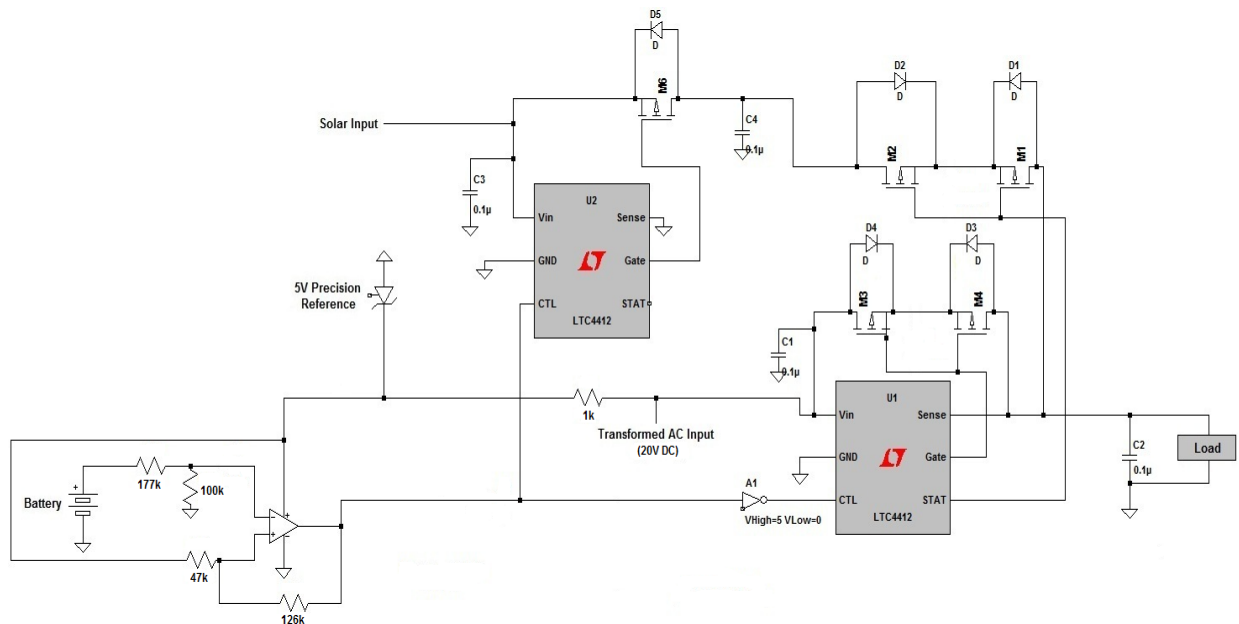 D5
D
M6
D2
D
D1
D
Solar Input
C4
0.1µ
M2
M1
C3
0.1µ
U2
Vin
Sense
GND
Gate
CTL
STAT
LTC4412
D4
D
D3
D
M3
M4
5V Precision
Reference
C1
0.1µ
1k
Transformed AC Input
(20V DC)
U1
Vin
Sense
GND
Gate
CTL
STAT
LTC4412
C2
0.1µ
Load
A1
VHigh=5 VLow=0
Battery
+
177k
100k
-
+
+
-
47k
126k